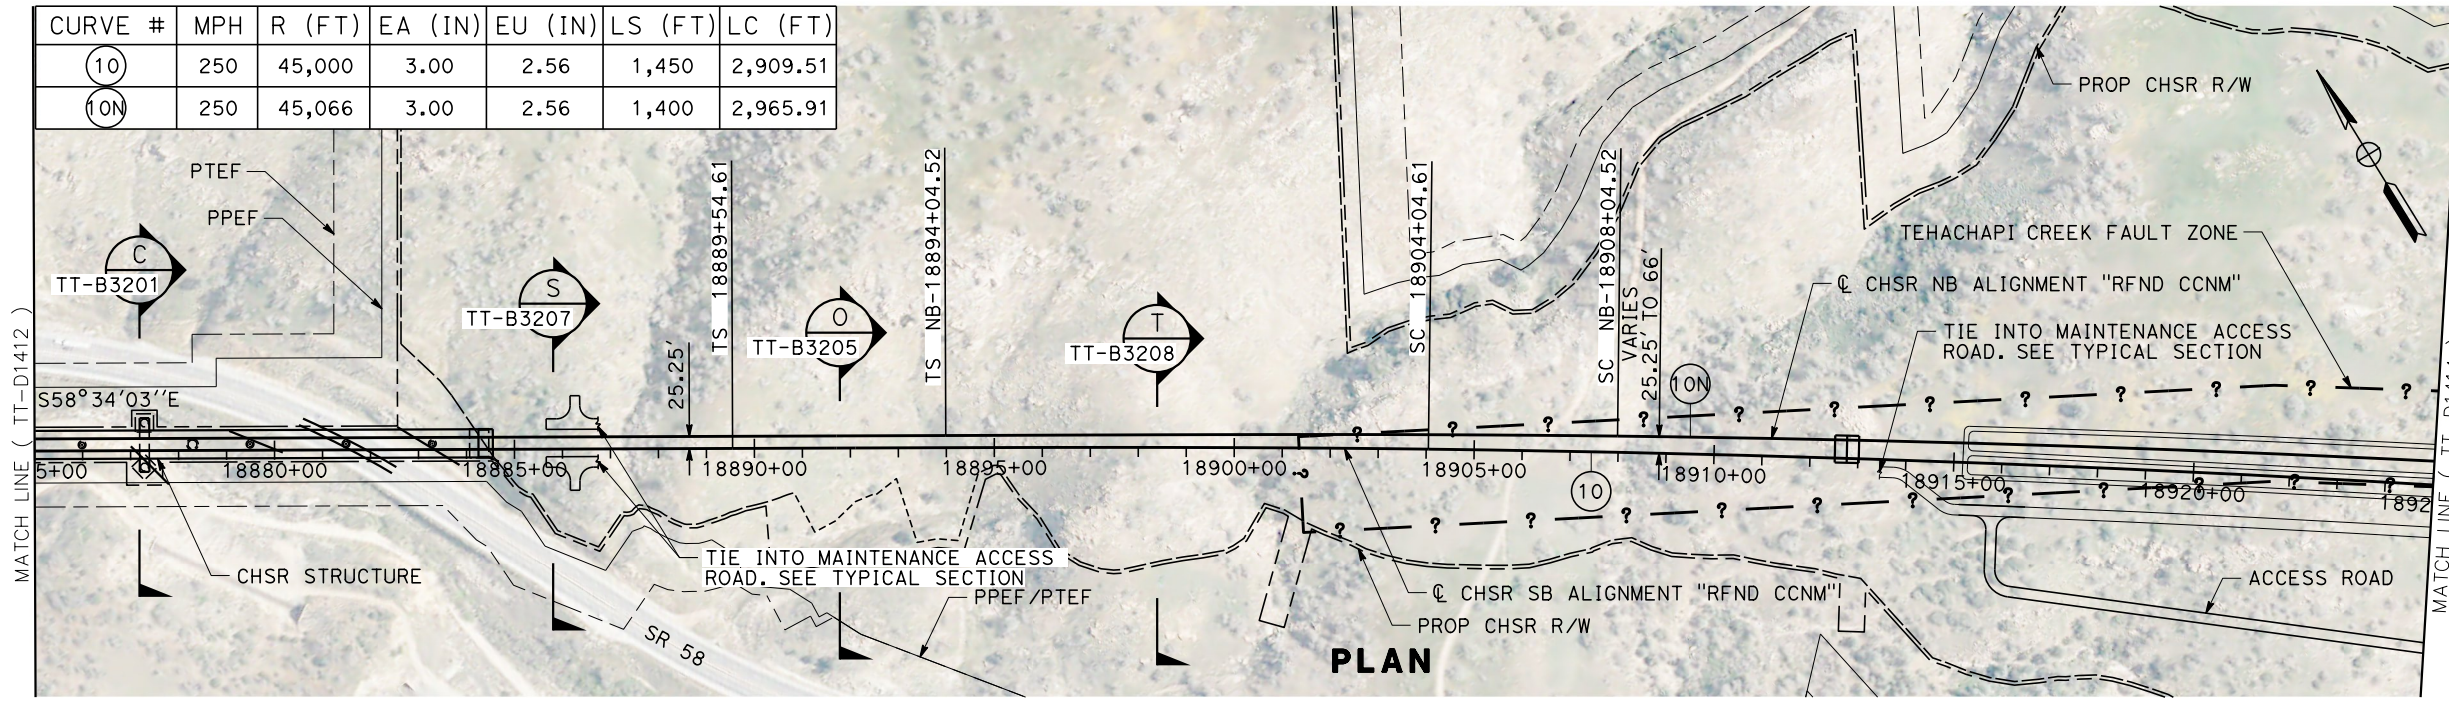 CURVE # MPH R (FT) EA (IN) EU (IN) LS (FT) LC (FT)
10 250 45,000 3.00 2.56 1,450 2,909.51
10N 250 45,066 3.00 2.56 1,400 2,965.91
PROP CHSR R/W
PTEF
PPEF
C
TT-B3201
S
TT-B3207
O
TT-B3205
T
TT-B3208
TS 18889+54.61
TS NB-18894+04.52
SC 18904+04.61
SC NB-18908+04.52
VARIES
25.25' TO 66'
25.25'
TEHACHAPI CREEK FAULT ZONE
℄ CHSR NB ALIGNMENT "RFND CCNM"
TIE INTO MAINTENANCE ACCESS
ROAD. SEE TYPICAL SECTION
10N
MATCH LINE ( TT-D1412 )
S58°34'03''E
? ? ? ? ? ? ? ? ? ? ? ?
5+00 18880+00 18885+00 18890+00 18895+00 18900+00 18905+00 18910+00 18915+00 18920+00 1892
?
10
? ? ? ? ? ? ? ? ? ? ? ?
TIE INTO MAINTENANCE ACCESS
ROAD. SEE TYPICAL SECTION
CHSR STRUCTURE
PPEF/PTEF
SR 58
℄ CHSR SB ALIGNMENT "RFND CCNM"
PROP CHSR R/W
ACCESS ROAD
MATCH LINE ( TT
PLAN